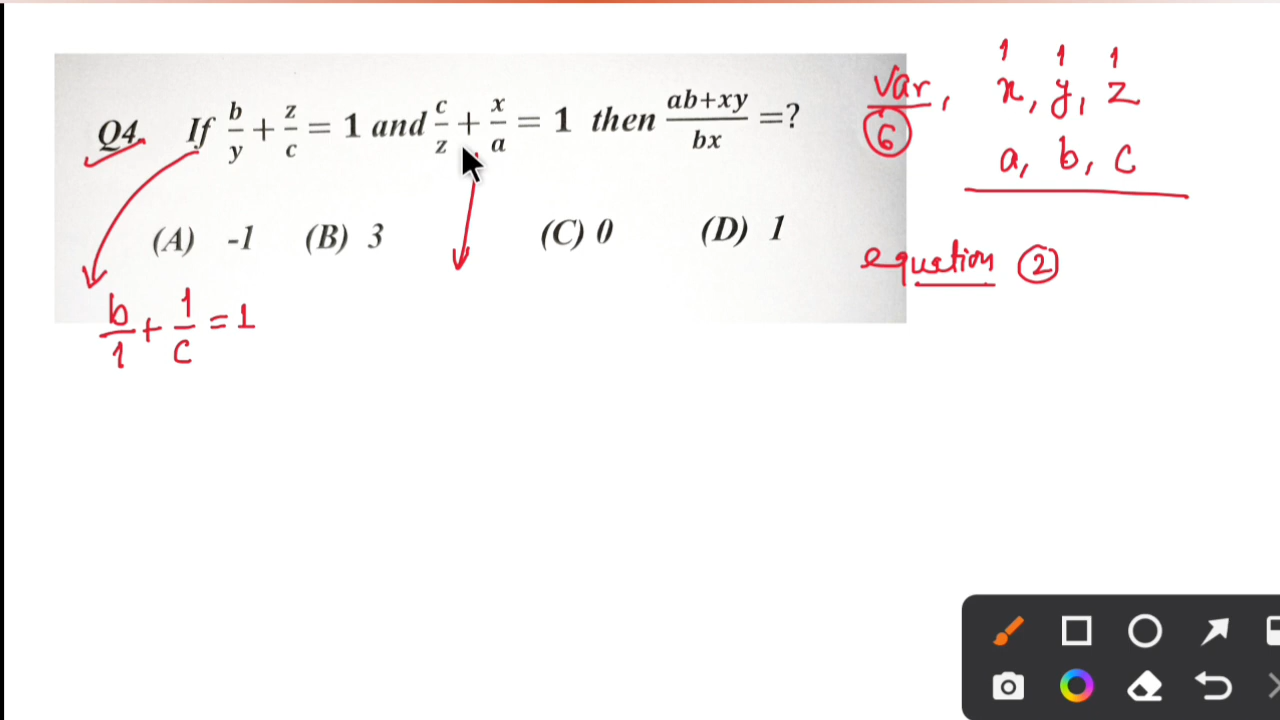 Q4. If b/y + z/c = 1 and c/z + x/a = 1 then ab+xy/bx =?
(A) -1 (B) 3 (C) 0 (D) 1
b/1 + 1/c = 1
1 1 1
var, x, y, z
6
a, b, c
equation 2